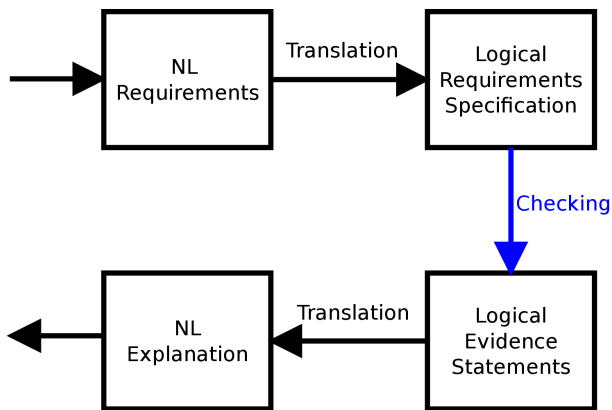 NL
Requirements
Translation
Logical
Requirements
Specification
Checking
NL
Explanation
Translation
Logical
Evidence
Statements